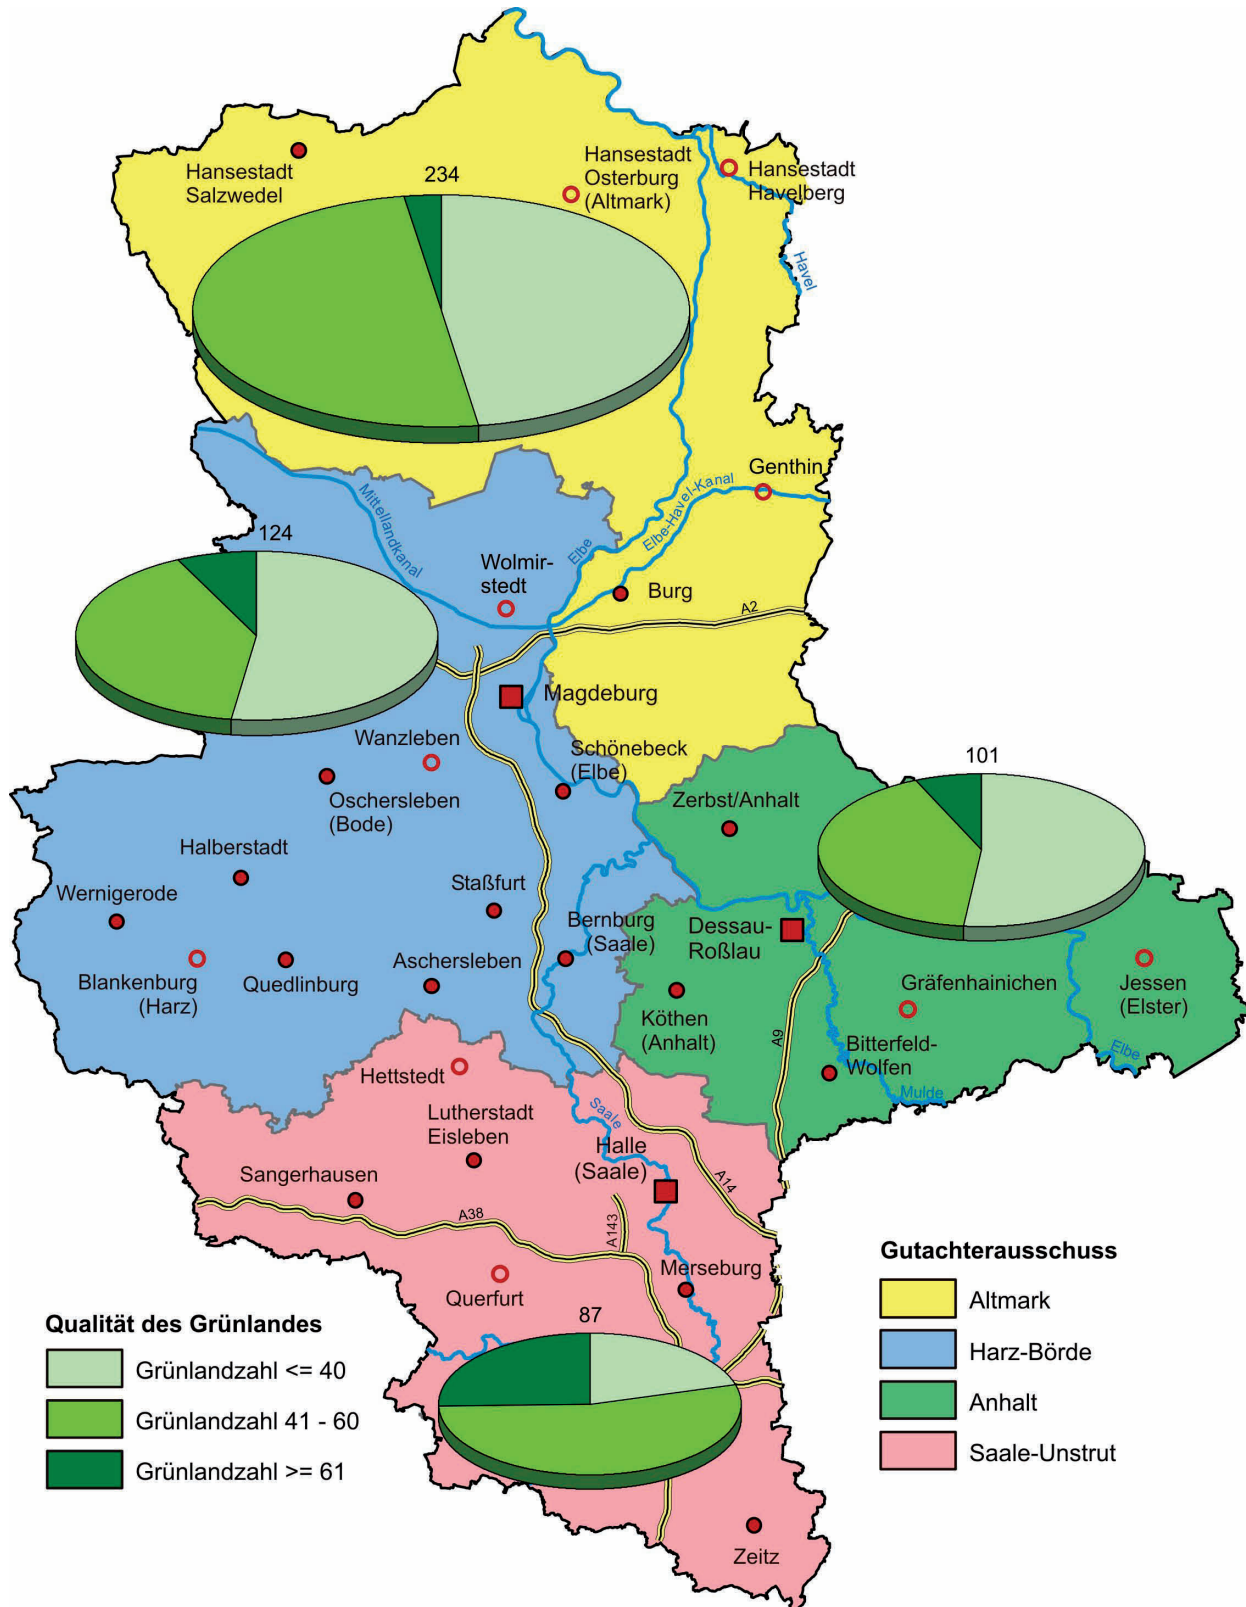 Hansestadt
Salzwedel
234
Hansestadt
Osterburg
(Altmark)
Hansestadt
Havelberg
Havel
Genthin
Mittellandkanal
Elbe-Havel-Kanal
Elbe
124
Wolmir-
stedt
Burg
A2
Magdeburg
Wanzleben
Schönebeck
(Elbe)
101
Oschersleben
(Bode)
Zerbst/Anhalt
Halberstadt
Wernigerode
Staßfurt
Bernburg
(Saale)
Dessau-
Roßlau
Blankenburg
(Harz)
Quedlinburg
Aschersleben
Gräfenhainichen
Jessen
(Elster)
Köthen
(Anhalt)
A9
Bitterfeld-
Wolfen
Elbe
Mulde
Hettstedt
Saale
Lutherstadt
Eisleben
Halle
(Saale)
Sangerhausen
A14
A38
A143
Merseburg
Querfurt
87
Zeitz
Qualität des Grünlandes
Grünlandzahl <= 40
Grünlandzahl 41 - 60
Grünlandzahl >= 61
Gutachterausschuss
Altmark
Harz-Börde
Anhalt
Saale-Unstrut